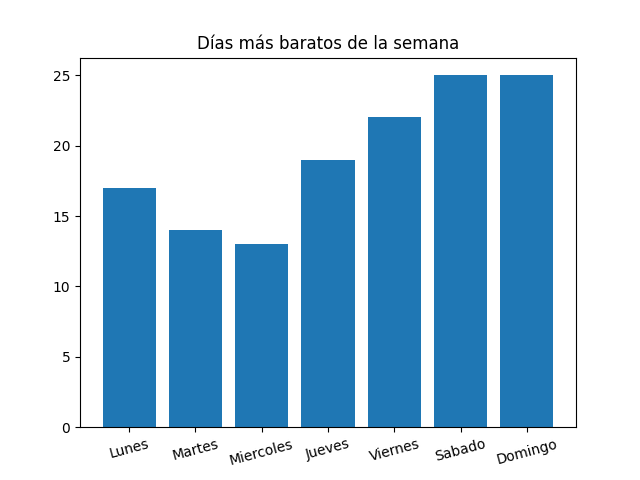 Días más baratos de la semana
25
20
15
10
5
0
Lunes
Martes
Miercoles
Jueves
Viernes
Sabado
Domingo